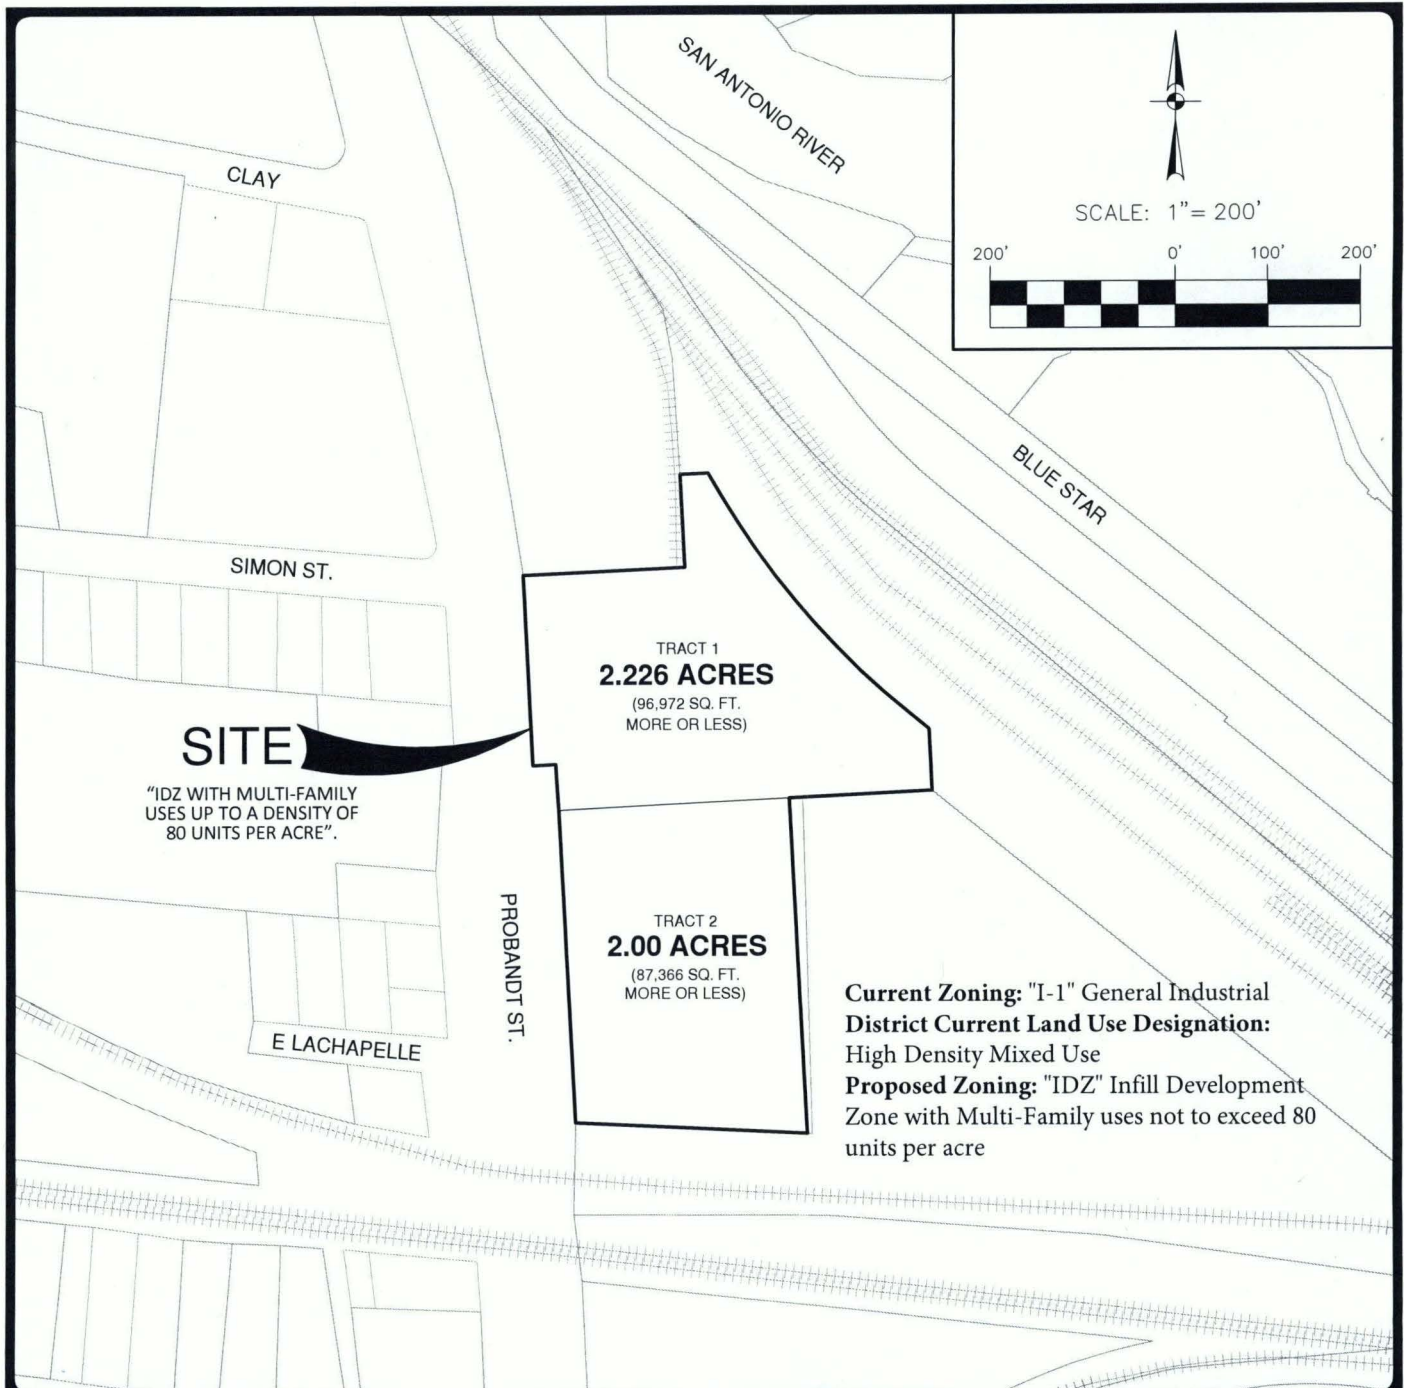 SAN ANTONIO RIVER
SCALE: 1"= 200'
200' 0' 100' 200'
CLAY
BLUE STAR
SIMON ST.
TRACT 1
2.226 ACRES
(96,972 SQ. FT.
MORE OR LESS)
SITE
“IDZ WITH MULTI-FAMILY
USES UP TO A DENSITY OF
80 UNITS PER ACRE”.
PROBANDT ST.
TRACT 2
2.00 ACRES
(87,366 SQ. FT.
MORE OR LESS)
E LACHAPELLE
Current Zoning: "I-1" General Industrial
District Current Land Use Designation:
High Density Mixed Use
Proposed Zoning: "IDZ" Infill Development
Zone with Multi-Family uses not to exceed 80
units per acre